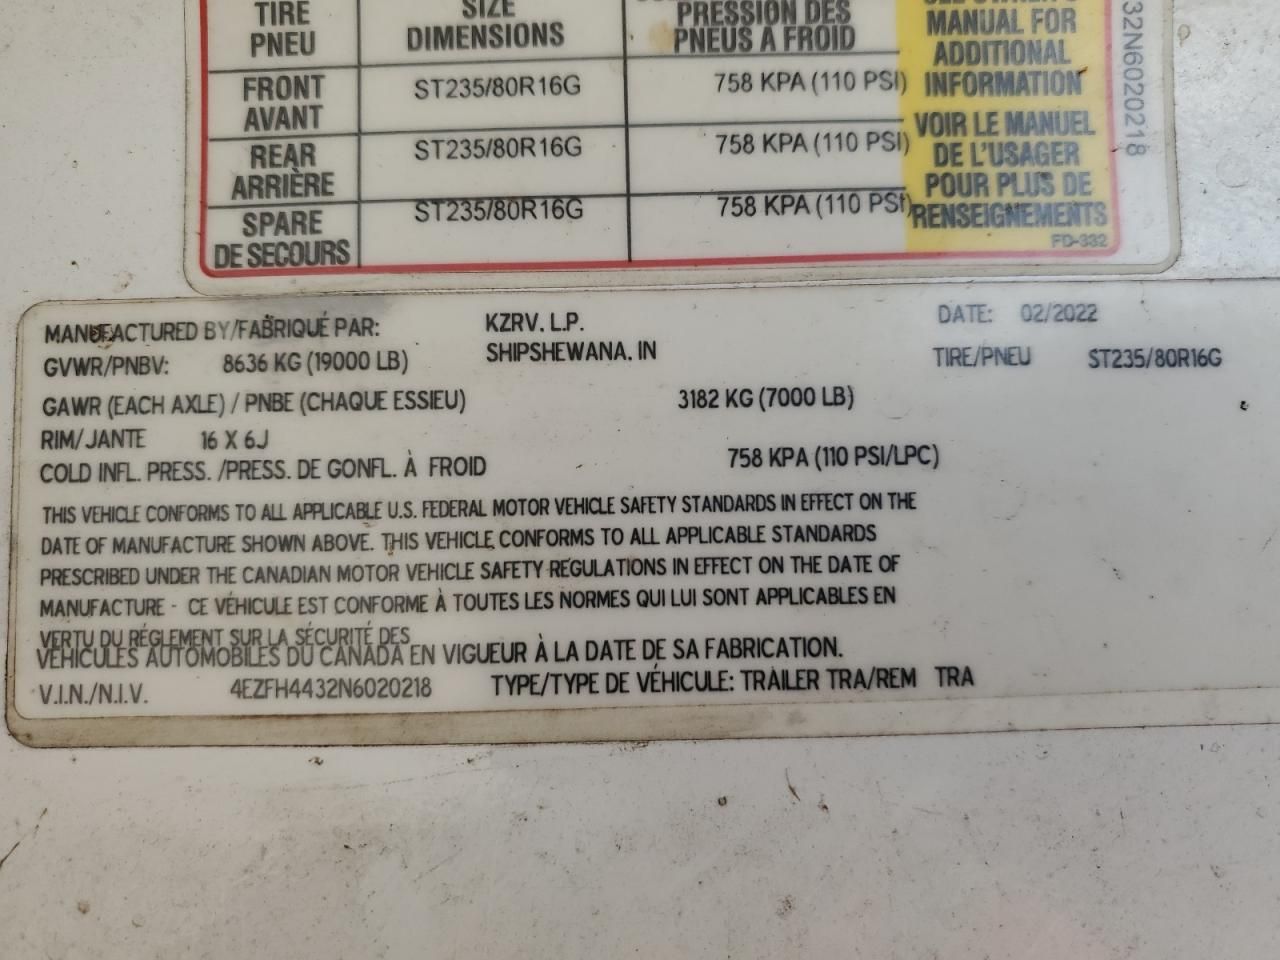 TIRE SIZE PRESSION DES
PNEU DIMENSIONS PNEUS A FROID
MANUAL FOR
ADDITIONAL
FRONT ST235/80R16G 758 KPA (110 PSI) INFORMATION
AVANT
VOIR LE MANUEL
REAR ST235/80R16G 758 KPA (110 PSI) DE L'USAGER
ARRIÈRE POUR PLUS DE
SPARE ST235/80R16G 758 KPA (110 PSI) RENSEIGNEMENTS
DE SECOURS FD-332
32N6020218
MANUFACTURED BY/FABRIQUÉ PAR: KZRV, L.P. DATE: 02/2022
GVWR/PNBV: 8636 KG (19000 LB) SHIPSHEWANA, IN TIRE/PNEU ST235/80R16G
GAWR (EACH AXLE) / PNBE (CHAQUE ESSIEU) 3182 KG (7000 LB)
RIM/JANTE 16 X 6J
COLD INFL. PRESS. /PRESS. DE GONFL. À FROID 758 KPA (110 PSI/LPC)
THIS VEHICLE CONFORMS TO ALL APPLICABLE U.S. FEDERAL MOTOR VEHICLE SAFETY STANDARDS IN EFFECT ON THE
DATE OF MANUFACTURE SHOWN ABOVE. THIS VEHICLE CONFORMS TO ALL APPLICABLE STANDARDS
PRESCRIBED UNDER THE CANADIAN MOTOR VEHICLE SAFETY REGULATIONS IN EFFECT ON THE DATE OF
MANUFACTURE - CE VÉHICULE EST CONFORME À TOUTES LES NORMES QUI LUI SONT APPLICABLES EN
VERTU DU RÉGLEMENT SUR LA SÉCURITÉ DES
VÉHICULES AUTOMOBILES DU CANADA EN VIGUEUR À LA DATE DE SA FABRICATION.
V.I.N./N.I.V. 4EZFH4432N6020218 TYPE/TYPE DE VÉHICULE: TRAILER TRA/REM TRA